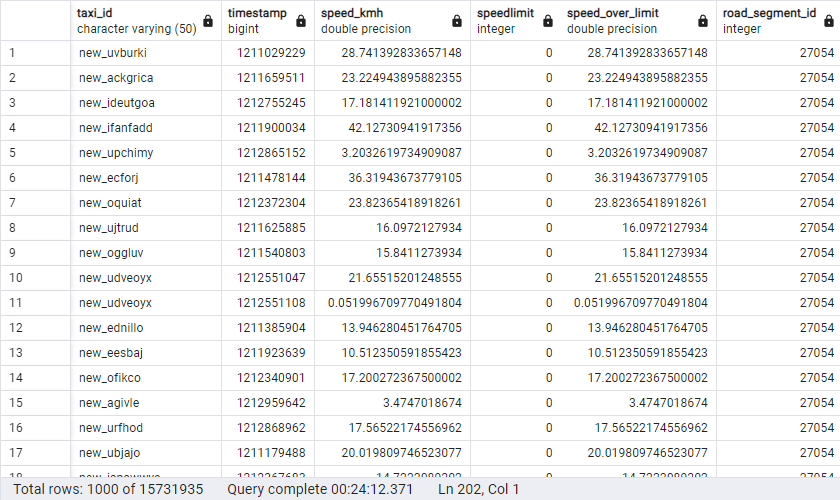 taxi_id timestamp speed_kmh speedlimit speed_over_limit road_segment_id
character varying (50) bigint double precision integer double precision integer
1 new_uvburki 1211029229 28.741392833657148 0 28.741392833657148 27054
2 new_ackgrica 1211659511 23.224943895882355 0 23.224943895882355 27054
3 new_ideutgoa 1212755245 17.181411921000002 0 17.181411921000002 27054
4 new_ifanfadd 1211900034 42.12730941917356 0 42.12730941917356 27054
5 new_upchimy 1212865152 3.2032619734909087 0 3.2032619734909087 27054
6 new_ecforj 1211478144 36.31943673779105 0 36.31943673779105 27054
7 new_oquiat 1212372304 23.82365418918261 0 23.82365418918261 27054
8 new_ujtrud 1211625885 16.0972127934 0 16.0972127934 27054
9 new_oggluv 1211540803 15.8411273934 0 15.8411273934 27054
10 new_udveoyx 1212551047 21.65515201248555 0 21.65515201248555 27054
11 new_udveoyx 1212551108 0.051996709770491804 0 0.051996709770491804 27054
12 new_ednillo 1211385904 13.946280451764705 0 13.946280451764705 27054
13 new_eesbaj 1211923639 10.512350591855423 0 10.512350591855423 27054
14 new_ofikco 1212340901 17.200272367500002 0 17.200272367500002 27054
15 new_agivle 1212959642 3.4747018674 0 3.4747018674 27054
16 new_urfhod 1212868962 17.56522174556962 0 17.56522174556962 27054
17 new_ubjajo 1211179488 20.019809746523077 0 20.019809746523077 27054
Total rows: 1000 of 15731935 Query complete 00:24:12.371 Ln 202, Col 1